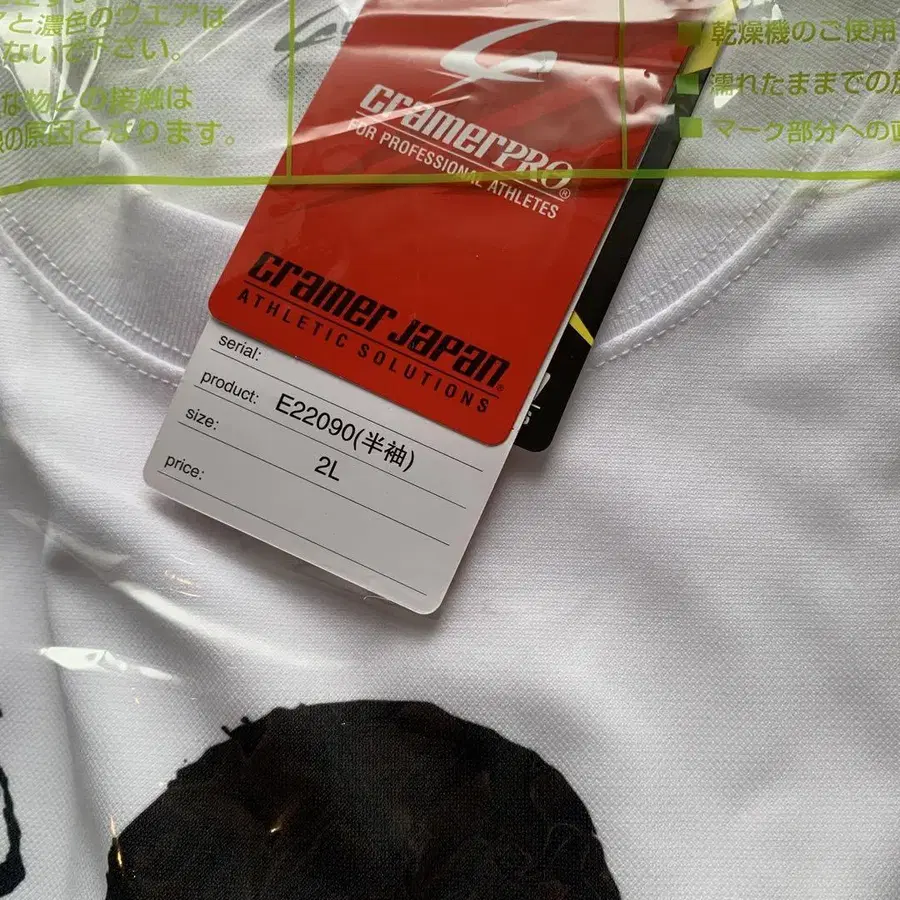 と濃色のウエアは
ないで下さい。
な物との接触は
の原因となります。
乾燥機のご使用
濡れたままでの放
マーク部分への直
cramerPRO®
FOR PROFESSIONAL ATHLETES
cramer JAPAN®
ATHLETIC SOLUTIONS
serial:
product: E22090(半袖)
size: 2L
price: